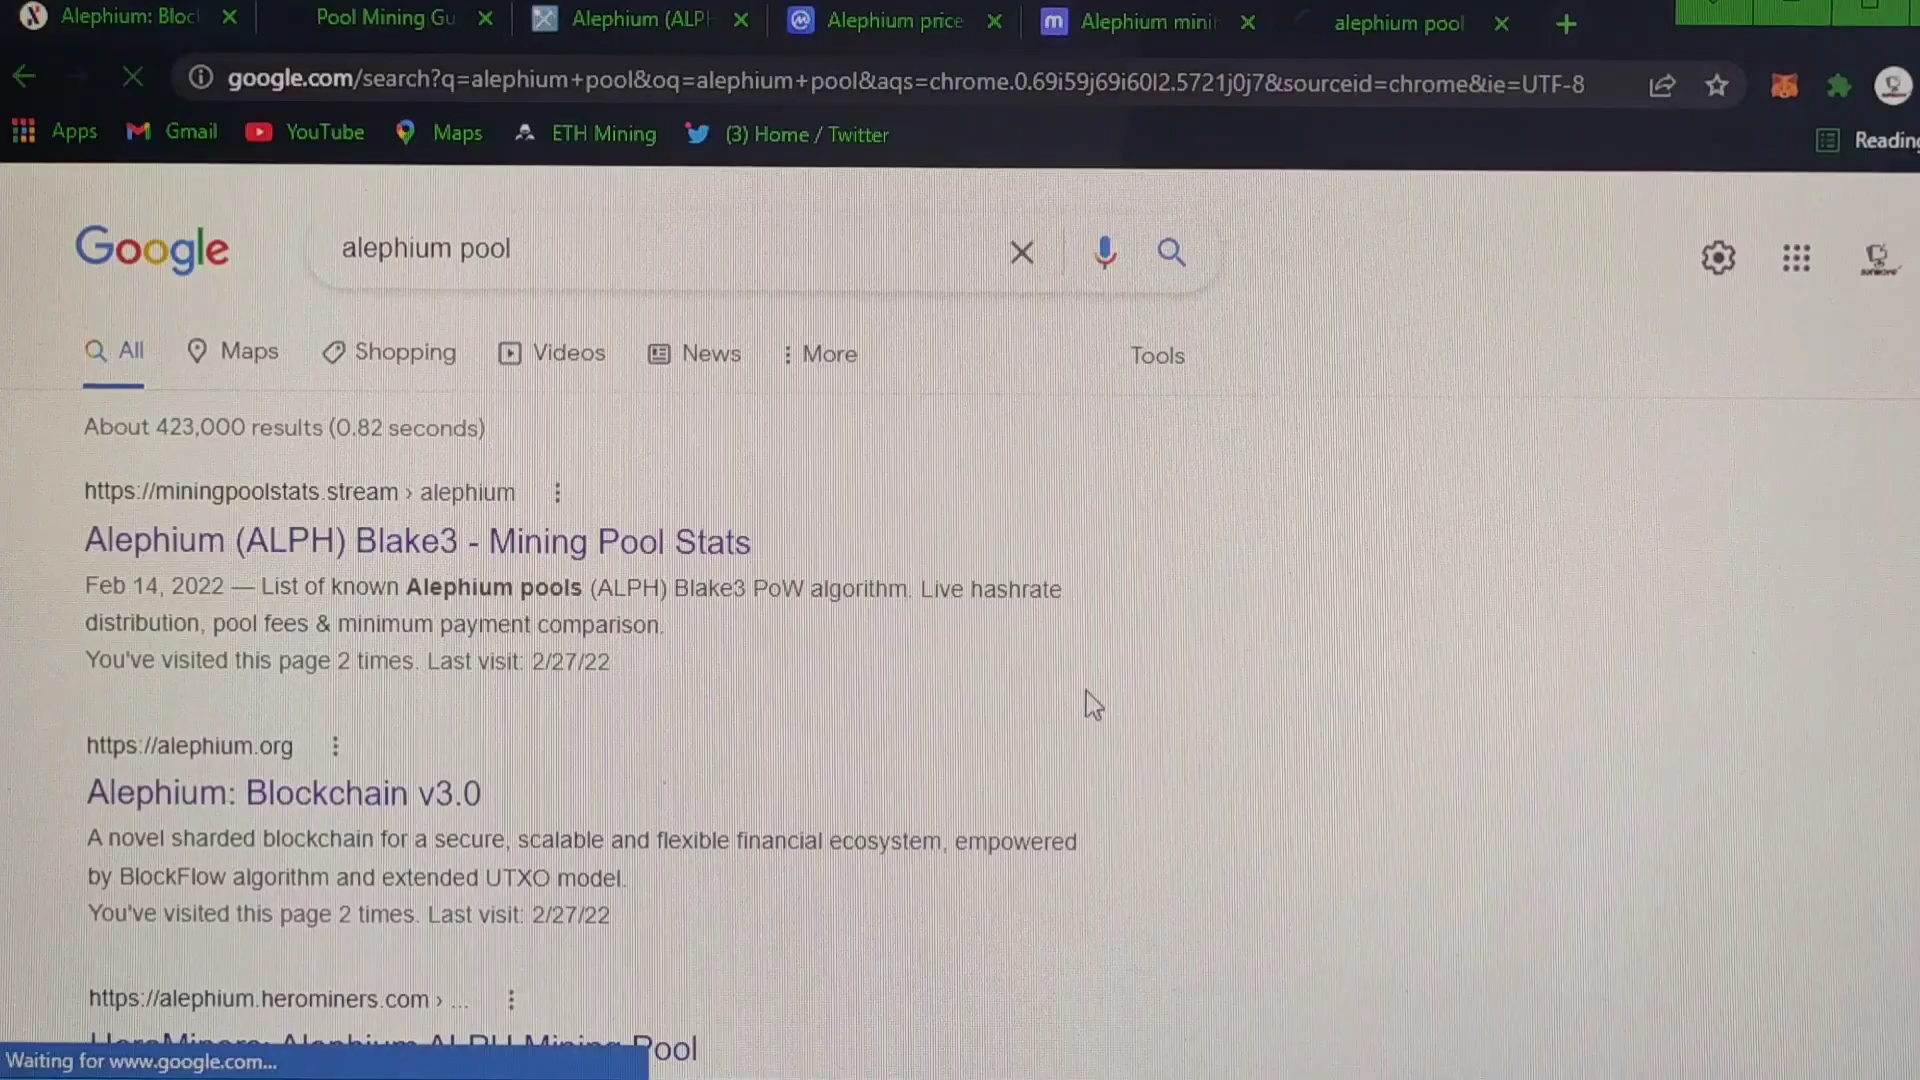 Alephium: Bloc
Pool Mining Gu
Alephium (ALPH
Alephium price
Alephium mini
alephium pool
google.com/search?q=alephium+pool&oq=alephium+pool&aqs=chrome.0.69i59j69i60l2.5721j0j7&sourceid=chrome&ie=UTF-8
Apps
Gmail
YouTube
Maps
ETH Mining
(3) Home / Twitter
Reading
Google
alephium pool
All
Maps
Shopping
Videos
News
More
Tools
About 423,000 results (0.82 seconds)
https://miningpoolstats.stream › alephium
Alephium (ALPH) Blake3 - Mining Pool Stats
Feb 14, 2022 — List of known Alephium pools (ALPH) Blake3 PoW algorithm. Live hashrate
distribution, pool fees & minimum payment comparison.
You've visited this page 2 times. Last visit: 2/27/22
https://alephium.org
Alephium: Blockchain v3.0
A novel sharded blockchain for a secure, scalable and flexible financial ecosystem, empowered
by BlockFlow algorithm and extended UTXO model.
You've visited this page 2 times. Last visit: 2/27/22
https://alephium.herominers.com › ...
HeroMiners: Alephium ALPH Mining Pool
Waiting for www.google.com...